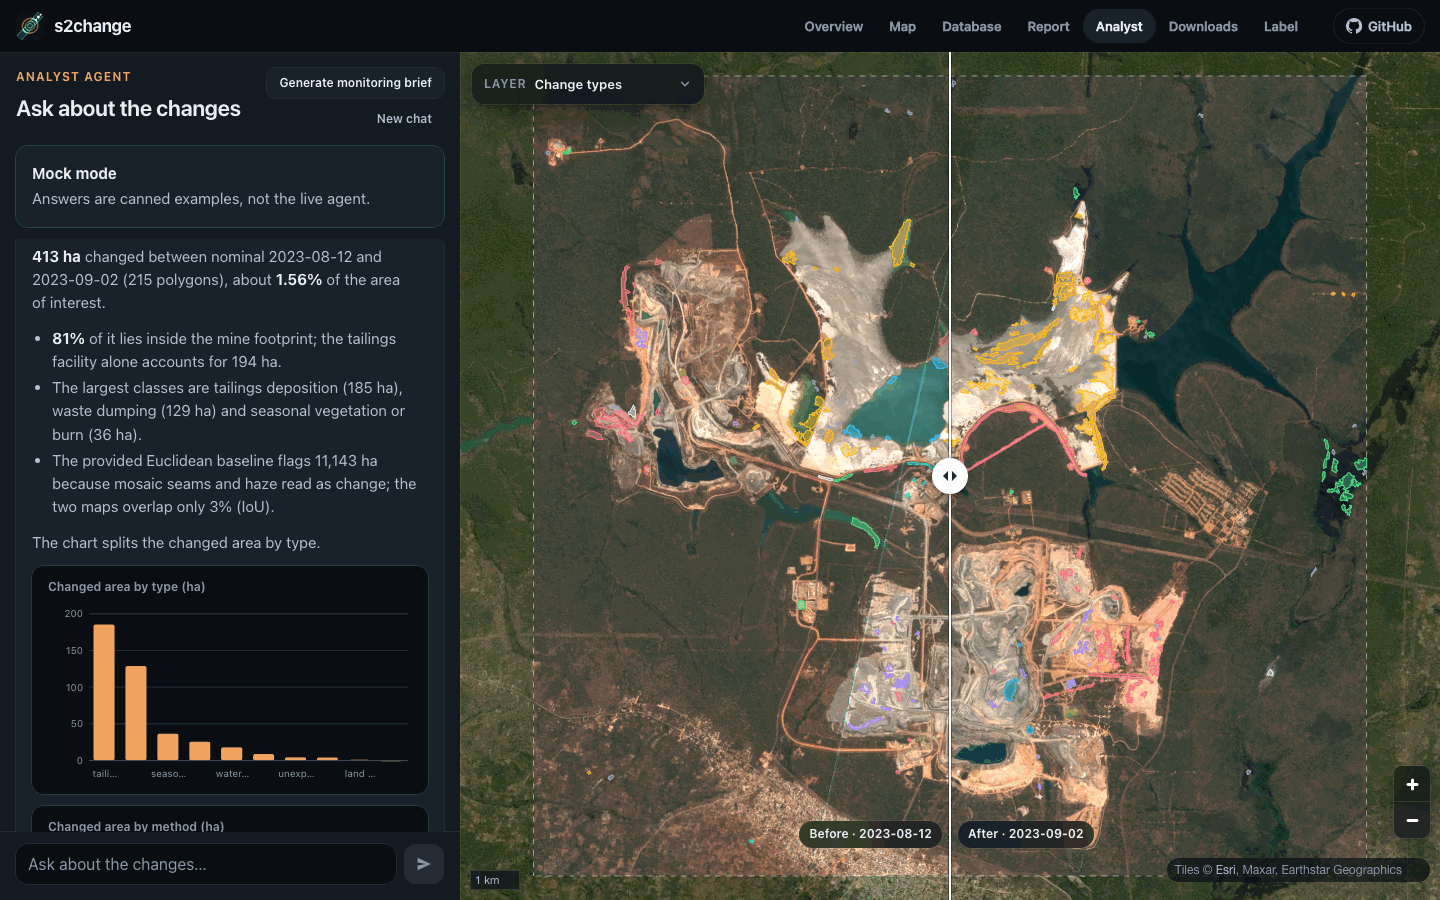 s2change
Overview
Map
Database
Report
Analyst
Downloads
Label
GitHub
ANALYST AGENT
Generate monitoring brief
Ask about the changes
New chat
Mock mode
Answers are canned examples, not the live agent.
413 ha changed between nominal 2023-08-12 and
2023-09-02 (215 polygons), about 1.56% of the area
of interest.
• 81% of it lies inside the mine footprint; the tailings
facility alone accounts for 194 ha.
• The largest classes are tailings deposition (185 ha),
waste dumping (129 ha) and seasonal vegetation or
burn (36 ha).
• The provided Euclidean baseline flags 11,143 ha
because mosaic seams and haze read as change; the
two maps overlap only 3% (IoU).
The chart splits the changed area by type.
Changed area by type (ha)
200
150
100
50
0
taili...
seaso...
water...
unexp...
land ...
Changed area by method (ha)
Ask about the changes...
LAYER Change types
Before · 2023-08-12
After · 2023-09-02
+
−
1 km
Tiles © Esri, Maxar, Earthstar Geographics